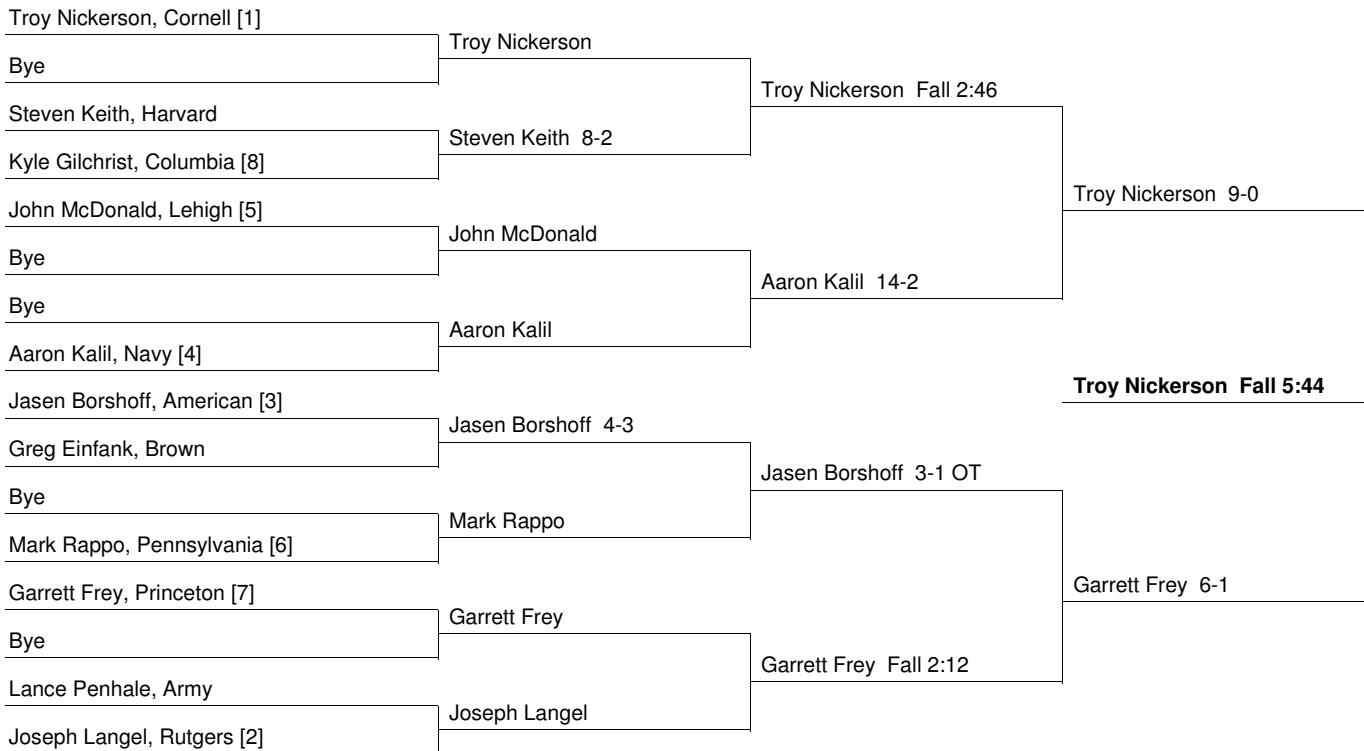 Troy Nickerson, Cornell [1]
Bye
Steven Keith, Harvard
Kyle Gilchrist, Columbia [8]
John McDonald, Lehigh [5]
Bye
Bye
Aaron Kalil, Navy [4]
Jasen Borshoff, American [3]
Greg Einfank, Brown
Bye
Mark Rappo, Pennsylvania [6]
Garrett Frey, Princeton [7]
Bye
Lance Penhale, Army
Joseph Langel, Rutgers [2]
Troy Nickerson
Steven Keith 8-2
John McDonald
Aaron Kalil
Jasen Borshoff 4-3
Mark Rappo
Garrett Frey
Joseph Langel
Troy Nickerson Fall 2:46
Aaron Kalil 14-2
Jasen Borshoff 3-1 OT
Garrett Frey Fall 2:12
Troy Nickerson 9-0
Garrett Frey 6-1
Troy Nickerson Fall 5:44